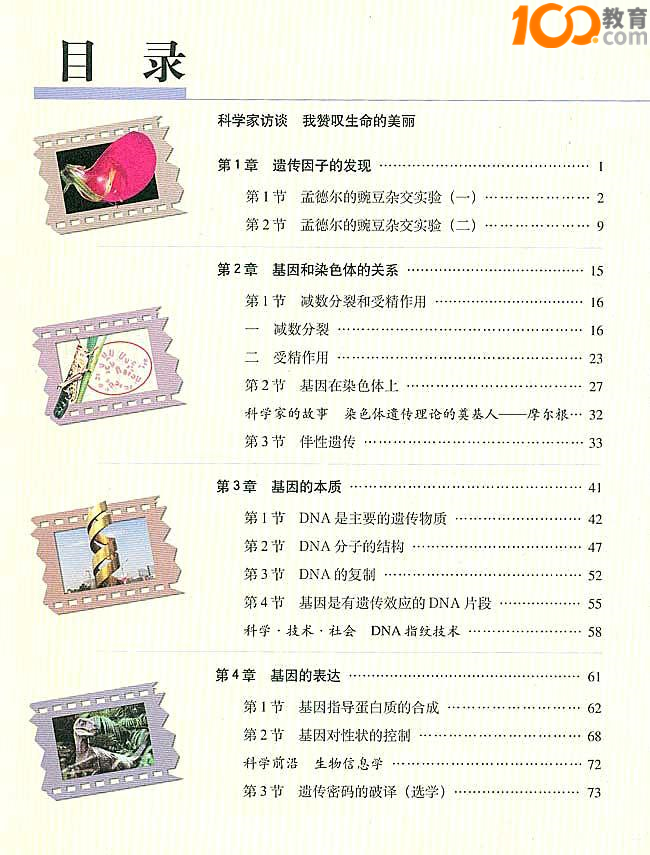 100教育.com
目 录
科学家访谈 我赞叹生命的美丽
第1章 遗传因子的发现 …………………………………… 1
第1节 孟德尔的豌豆杂交实验(一)………………… 2
第2节 孟德尔的豌豆杂交实验(二)………………… 9
第2章 基因和染色体的关系 ……………………………… 15
第1节 减数分裂和受精作用 ………………………… 16
一 减数分裂 ………………………………………… 16
二 受精作用 ………………………………………… 23
第2节 基因在染色体上 ……………………………… 27
科学家的故事 染色体遗传理论的奠基人——摩尔根… 32
第3节 伴性遗传 ……………………………………… 33
第3章 基因的本质 ………………………………………… 41
第1节 DNA是主要的遗传物质 ……………………… 42
第2节 DNA分子的结构 ……………………………… 47
第3节 DNA的复制 …………………………………… 52
第4节 基因是有遗传效应的DNA片段 ……………… 55
科学·技术·社会 DNA指纹技术 …………………… 58
第4章 基因的表达 ………………………………………… 61
第1节 基因指导蛋白质的合成 ……………………… 62
第2节 基因对性状的控制 …………………………… 68
科学前沿 生物信息学 ………………………………… 72
第3节 遗传密码的破译(选学)……………………… 73